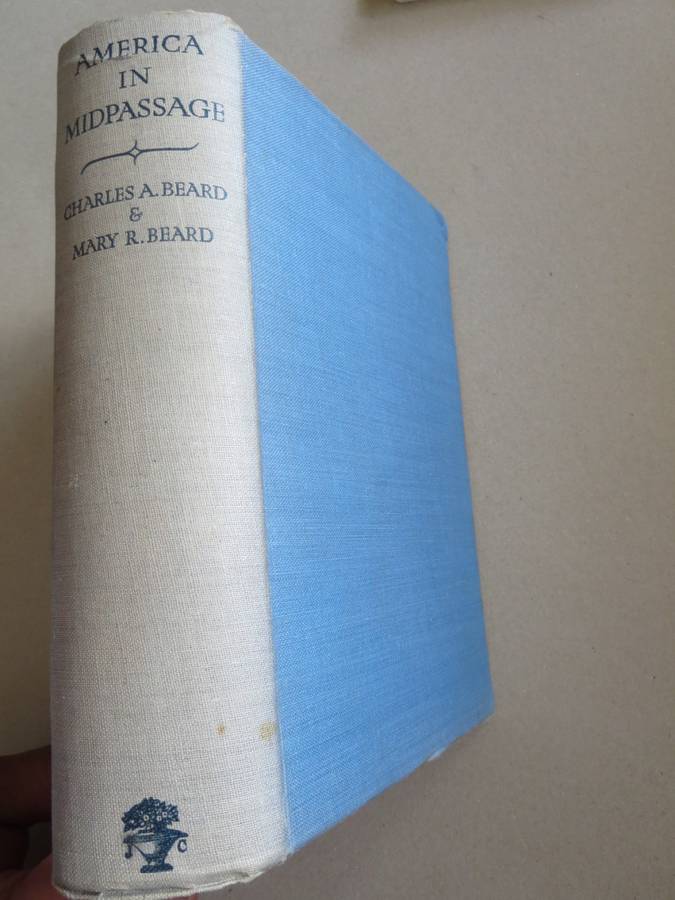 AMERICA
IN
MIDPASSAGE
CHARLES A. BEARD
&
MARY R. BEARD
J C